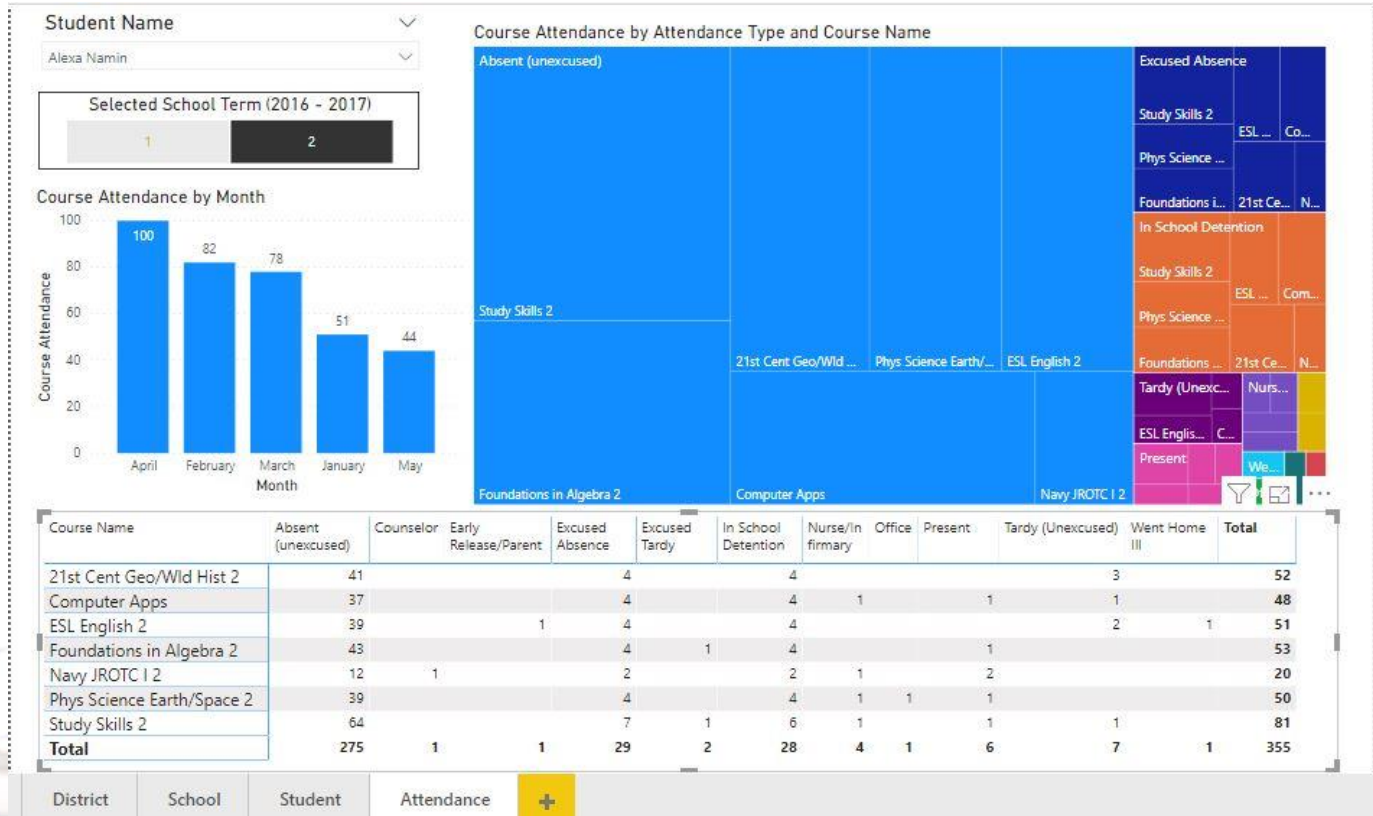 Student Name
Alexa Namin
Selected School Term (2016 - 2017)
1 2
Course Attendance by Month
Course Attendance
100
80
60
40
20
0
100
82
78
51
44
April February March January May
Month
Course Attendance by Attendance Type and Course Name
Absent (unexcused)
Study Skills 2
Foundations in Algebra 2
21st Cent Geo/Wld ...
Phys Science Earth/...
ESL English 2
Computer Apps
Navy JROTC I 2
Excused Absence
Study Skills 2
ESL ... Co...
Phys Science ...
Foundations i... 21st Ce... N...
In School Detention
Study Skills 2
ESL ... Com...
Phys Science ...
Foundations ... 21st Ce... N...
Tardy (Unexc...
ESL Englis... C...
Nurs...
Present
We...
Course Name Absent (unexcused) Counselor Early Release/Parent Excused Absence Excused Tardy In School Detention Nurse/In firmary Office Present Tardy (Unexcused) Went Home Ill Total
21st Cent Geo/Wld Hist 2 41 4 4 3 52
Computer Apps 37 4 4 1 1 1 48
ESL English 2 39 1 4 4 2 1 51
Foundations in Algebra 2 43 4 1 4 1 53
Navy JROTC I 2 12 1 2 2 1 2 20
Phys Science Earth/Space 2 39 4 4 1 1 1 50
Study Skills 2 64 7 1 6 1 1 1 81
Total 275 1 1 29 2 28 4 1 6 7 1 355
District School Student Attendance +